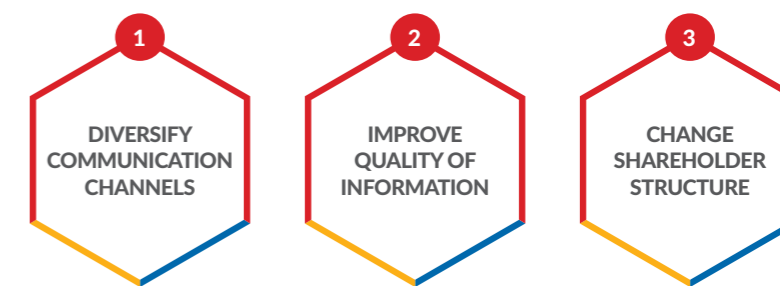 1
DIVERSIFY
COMMUNICATION
CHANNELS
2
IMPROVE
QUALITY OF
INFORMATION
3
CHANGE
SHAREHOLDER
STRUCTURE